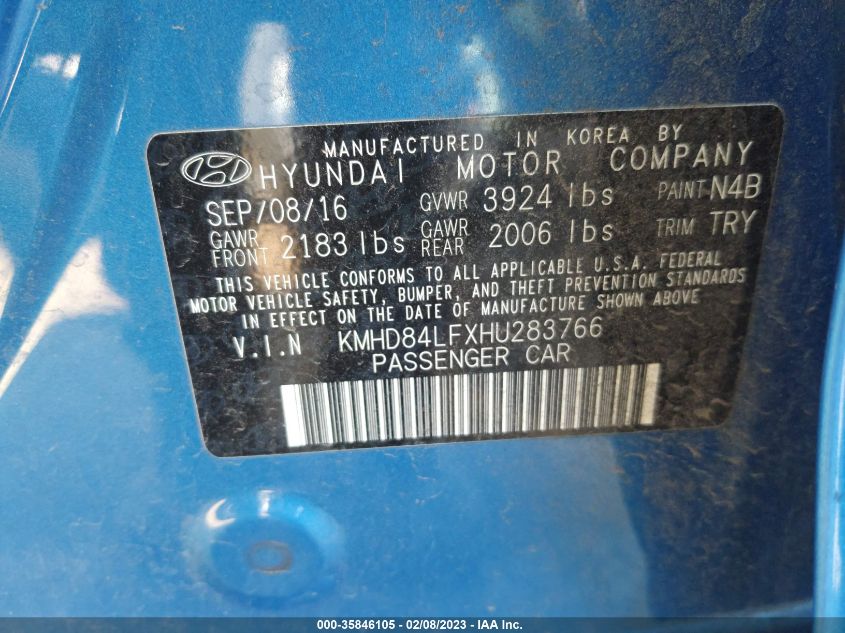 MANUFACTURED IN KOREA BY
HYUNDAI MOTOR COMPANY
SEP/08/16 GVWR 3924 lbs PAINT N4B
GAWR FRONT 2183 lbs GAWR REAR 2006 lbs TRIM TRY
THIS VEHICLE CONFORMS TO ALL APPLICABLE U.S.A. FEDERAL
MOTOR VEHICLE SAFETY, BUMPER, AND THEFT PREVENTION STANDARDS
IN EFFECT ON THE DATE OF MANUFACTURE SHOWN ABOVE
V.I.N KMHD84LFXHU283766
PASSENGER CAR
000-35846105 - 02/08/2023 - IAA Inc.